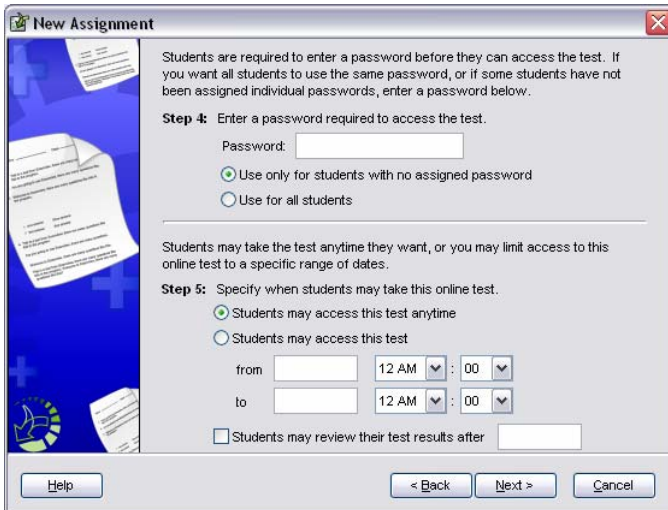 New Assignment
Students are required to enter a password before they can access the test. If
you want all students to use the same password, or if some students have not
been assigned individual passwords, enter a password below.
Step 4: Enter a password required to access the test.
Password:
Use only for students with no assigned password
Use for all students
Students may take the test anytime they want, or you may limit access to this
online test to a specific range of dates.
Step 5: Specify when students may take this online test.
Students may access this test anytime
Students may access this test
from 12 AM : 00
to 12 AM : 00
Students may review their test results after
Help < Back Next > Cancel